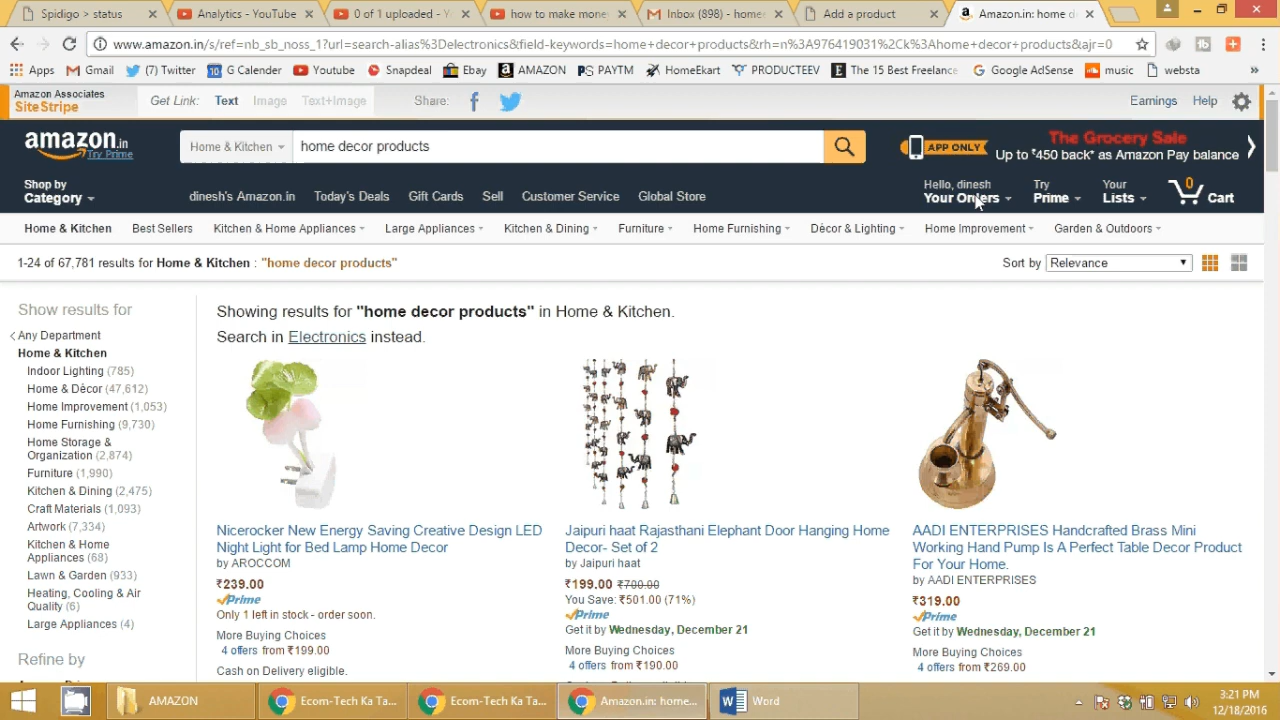 Spidigo > status
Analytics - YouTube
0 of 1 uploaded - Y
how to make mone
Inbox (898) - home
Add a product
Amazon.in: home d
www.amazon.in/s/ref=nb_sb_noss_1?url=search-alias%3Delectronics&field-keywords=home+decor+products&rh=n%3A976419031%2Ck%3Ahome+decor+products&ajr=0
Apps
Gmail
(7) Twitter
G Calender
Youtube
Snapdeal
Ebay
AMAZON
PAYTM
HomeEkart
PRODUCTEEV
The 15 Best Freelance
Google AdSense
music
websta
Amazon Associates
SiteStripe
Get Link: Text Image Text+Image
Share:
Earnings Help
amazon.in
Try Prime
Home & Kitchen
home decor products
APP ONLY
The Grocery Sale
Up to ₹450 back* as Amazon Pay balance
Shop by
Category
dinesh's Amazon.in Today's Deals Gift Cards Sell Customer Service Global Store
Hello, dinesh
Your Orders
Try
Prime
Your
Lists
0
Cart
Home & Kitchen Best Sellers Kitchen & Home Appliances Large Appliances Kitchen & Dining Furniture Home Furnishing Décor & Lighting Home Improvement Garden & Outdoors
1-24 of 67,781 results for Home & Kitchen : "home decor products"
Sort by Relevance
Show results for
Any Department
Home & Kitchen
Indoor Lighting (785)
Home & Décor (47,612)
Home Improvement (1,053)
Home Furnishing (9,730)
Home Storage &
Organization (2,874)
Furniture (1,990)
Kitchen & Dining (2,475)
Craft Materials (1,093)
Artwork (7,334)
Kitchen & Home
Appliances (68)
Lawn & Garden (933)
Heating, Cooling & Air
Quality (6)
Large Appliances (4)
Refine by
Showing results for "home decor products" in Home & Kitchen.
Search in Electronics instead.
Nicerocker New Energy Saving Creative Design LED
Night Light for Bed Lamp Home Decor
by AROCCOM
₹239.00
Prime
Only 1 left in stock - order soon.
More Buying Choices
4 offers from ₹199.00
Cash on Delivery eligible.
Jaipuri haat Rajasthani Elephant Door Hanging Home
Decor- Set of 2
by Jaipuri haat
₹199.00 ₹700.00
You Save: ₹501.00 (71%)
Prime
Get it by Wednesday, December 21
More Buying Choices
4 offers from ₹190.00
AADI ENTERPRISES Handcrafted Brass Mini
Working Hand Pump Is A Perfect Table Decor Product
For Your Home.
by AADI ENTERPRISES
₹319.00
Prime
Get it by Wednesday, December 21
More Buying Choices
4 offers from ₹269.00
AMAZON
Ecom-Tech Ka Ta...
Ecom-Tech Ka Ta...
Amazon.in: home...
Word
3:21 PM
12/18/2016